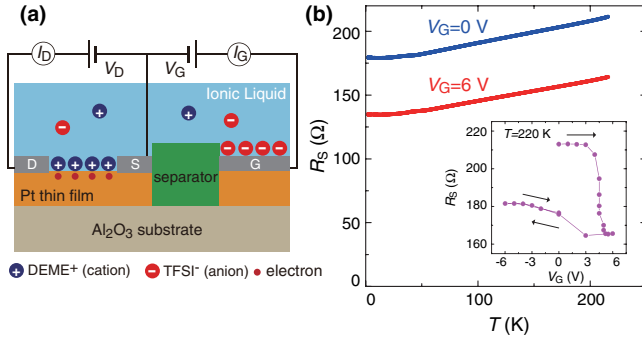 (a)
I_D
V_D
V_G
I_G
Ionic Liquid
D
S
G
separator
Pt thin film
Al₂O₃ substrate
DEME⁺ (cation)
TFSI⁻ (anion)
electron
(b)
R_S (Ω)
200
150
100
50
0
0
100
200
T (K)
V_G=0 V
V_G=6 V
T=220 K
R_S (Ω)
210
200
180
160
-6
-3
0
3
6
V_G (V)